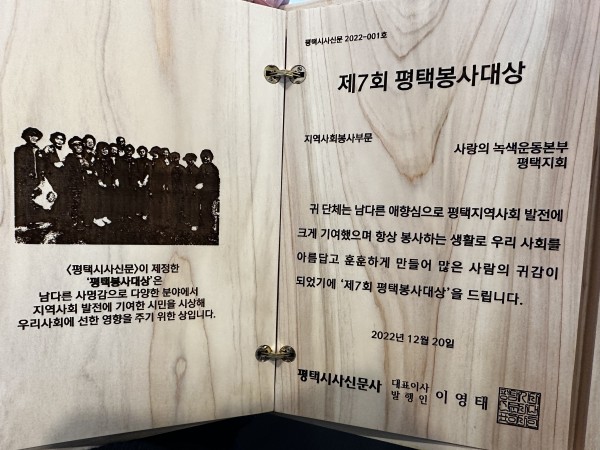 〈평택시사신문〉이 제정한
'평택봉사대상'은
남다른 사명감으로 다양한 분야에서
지역사회 발전에 기여한 시민을 시상해
우리사회에 선한 영향을 주기 위한 상입니다.
평택시사신문 2022-001호
제7회 평택봉사대상
지역사회봉사부문
사랑의 녹색운동본부
평택지회
귀 단체는 남다른 애향심으로 평택지역사회 발전에
크게 기여했으며 항상 봉사하는 생활로 우리 사회를
아름답고 훈훈하게 만들어 많은 사람의 귀감이
되었기에 '제7회 평택봉사대상'을 드립니다.
2022년 12월 20일
평택시사신문사 대표이사 발행인 이영태